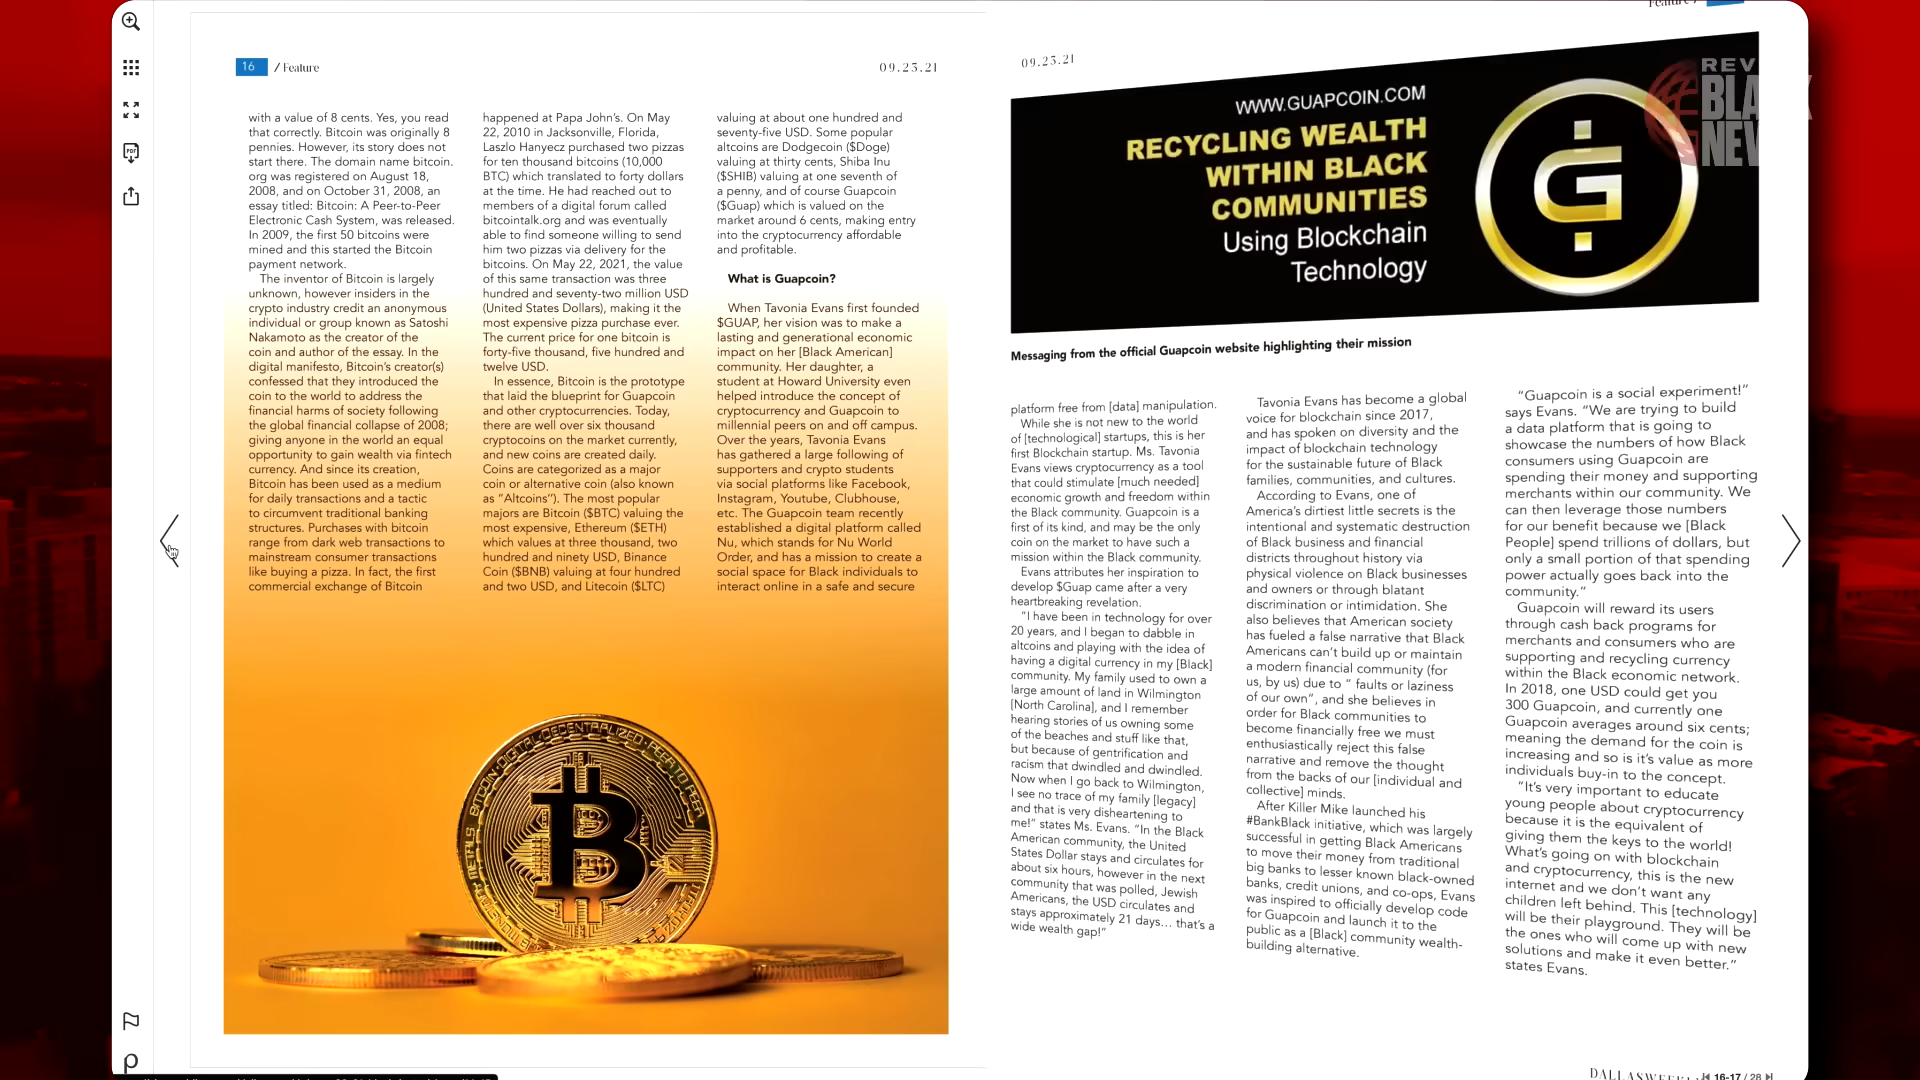 16 / Feature
09.23.21
with a value of 8 cents. Yes, you read
that correctly. Bitcoin was originally 8
pennies. However, its story does not
start there. The domain name bitcoin.
org was registered on August 18,
2008, and on October 31, 2008, an
essay titled: Bitcoin: A Peer-to-Peer
Electronic Cash System, was released.
In 2009, the first 50 bitcoins were
mined and this started the Bitcoin
payment network.
The inventor of Bitcoin is largely
unknown, however insiders in the
crypto industry credit an anonymous
individual or group known as Satoshi
Nakamoto as the creator of the
coin and author of the essay. In the
digital manifesto, Bitcoin's creator(s)
confessed that they introduced the
coin to the world to address the
financial harms of society following
the global financial collapse of 2008;
giving anyone in the world an equal
opportunity to gain wealth via fintech
currency. And since its creation,
Bitcoin has been used as a medium
for daily transactions and a tactic
to circumvent traditional banking
structures. Purchases with bitcoin
range from dark web transactions to
mainstream consumer transactions
like buying a pizza. In fact, the first
commercial exchange of Bitcoin
happened at Papa John's. On May
22, 2010 in Jacksonville, Florida,
Laszlo Hanyecz purchased two pizzas
for ten thousand bitcoins (10,000
BTC) which translated to forty dollars
at the time. He had reached out to
members of a digital forum called
bitcointalk.org and was eventually
able to find someone willing to send
him two pizzas via delivery for the
bitcoins. On May 22, 2021, the value
of this same transaction was three
hundred and seventy-two million USD
(United States Dollars), making it the
most expensive pizza purchase ever.
The current price for one bitcoin is
forty-five thousand, five hundred and
twelve USD.
In essence, Bitcoin is the prototype
that laid the blueprint for Guapcoin
and other cryptocurrencies. Today,
there are well over six thousand
cryptocoins on the market currently,
and new coins are created daily.
Coins are categorized as a major
coin or alternative coin (also known
as "Altcoins"). The most popular
majors are Bitcoin ($BTC) valuing the
most expensive, Ethereum ($ETH)
which values at three thousand, two
hundred and ninety USD, Binance
Coin ($BNB) valuing at four hundred
and two USD, and Litecoin ($LTC)
valuing at about one hundred and
seventy-five USD. Some popular
altcoins are Dodgecoin ($Doge)
valuing at thirty cents, Shiba Inu
($SHIB) valuing at one seventh of
a penny, and of course Guapcoin
($Guap) which is valued on the
market around 6 cents, making entry
into the cryptocurrency affordable
and profitable.
What is Guapcoin?
When Tavonia Evans first founded
$GUAP, her vision was to make a
lasting and generational economic
impact on her [Black American]
community. Her daughter, a
student at Howard University even
helped introduce the concept of
cryptocurrency and Guapcoin to
millennial peers on and off campus.
Over the years, Tavonia Evans
has gathered a large following of
supporters and crypto students
via social platforms like Facebook,
Instagram, Youtube, Clubhouse,
etc. The Guapcoin team recently
established a digital platform called
Nu, which stands for Nu World
Order, and has a mission to create a
social space for Black individuals to
interact online in a safe and secure
Feature /
09.23.21
WWW.GUAPCOIN.COM
RECYCLING WEALTH
WITHIN BLACK
COMMUNITIES
Using Blockchain
Technology
Messaging from the official Guapcoin website highlighting their mission
platform free from [data] manipulation.
While she is not new to the world
of [technological] startups, this is her
first Blockchain startup. Ms. Tavonia
Evans views cryptocurrency as a tool
that could stimulate [much needed]
economic growth and freedom within
the Black community. Guapcoin is a
first of its kind, and may be the only
coin on the market to have such a
mission within the Black community.
Evans attributes her inspiration to
develop $Guap came after a very
heartbreaking revelation.
"I have been in technology for over
20 years, and I began to dabble in
altcoins and playing with the idea of
having a digital currency in my [Black]
community. My family used to own a
large amount of land in Wilmington
[North Carolina], and I remember
hearing stories of us owning some
of the beaches and stuff like that,
but because of gentrification and
racism that dwindled and dwindled.
Now when I go back to Wilmington,
I see no trace of my family [legacy]
and that is very disheartening to
me!" states Ms. Evans. "In the Black
American community, the United
States Dollar stays and circulates for
about six hours, however in the next
community that was polled, Jewish
Americans, the USD circulates and
stays approximately 21 days... that's a
wide wealth gap!"
Tavonia Evans has become a global
voice for blockchain since 2017,
and has spoken on diversity and the
impact of blockchain technology
for the sustainable future of Black
families, communities, and cultures.
According to Evans, one of
America's dirtiest little secrets is the
intentional and systematic destruction
of Black business and financial
districts throughout history via
physical violence on Black businesses
and owners or through blatant
discrimination or intimidation. She
also believes that American society
has fueled a false narrative that Black
Americans can't build up or maintain
a modern financial community (for
us, by us) due to " faults or laziness
of our own", and she believes in
order for Black communities to
become financially free we must
enthusiastically reject this false
narrative and remove the thought
from the backs of our [individual and
collective] minds.
After Killer Mike launched his
#BankBlack initiative, which was largely
successful in getting Black Americans
to move their money from traditional
big banks to lesser known black-owned
banks, credit unions, and co-ops, Evans
was inspired to officially develop code
for Guapcoin and launch it to the
public as a [Black] community wealth-
building alternative.
"Guapcoin is a social experiment!"
says Evans. "We are trying to build
a data platform that is going to
showcase the numbers of how Black
consumers using Guapcoin are
spending their money and supporting
merchants within our community. We
can then leverage those numbers
for our benefit because we [Black
People] spend trillions of dollars, but
only a small portion of that spending
power actually goes back into the
community."
Guapcoin will reward its users
through cash back programs for
merchants and consumers who are
supporting and recycling currency
within the Black economic network.
In 2018, one USD could get you
300 Guapcoin, and currently one
Guapcoin averages around six cents;
meaning the demand for the coin is
increasing and so is it's value as more
individuals buy-in to the concept.
"It's very important to educate
young people about cryptocurrency
because it is the equivalent of
giving them the keys to the world!
What's going on with blockchain
and cryptocurrency, this is the new
internet and we don't want any
children left behind. This [technology]
will be their playground. They will be
the ones who will come up with new
solutions and make it even better."
states Evans.
16-17 / 28